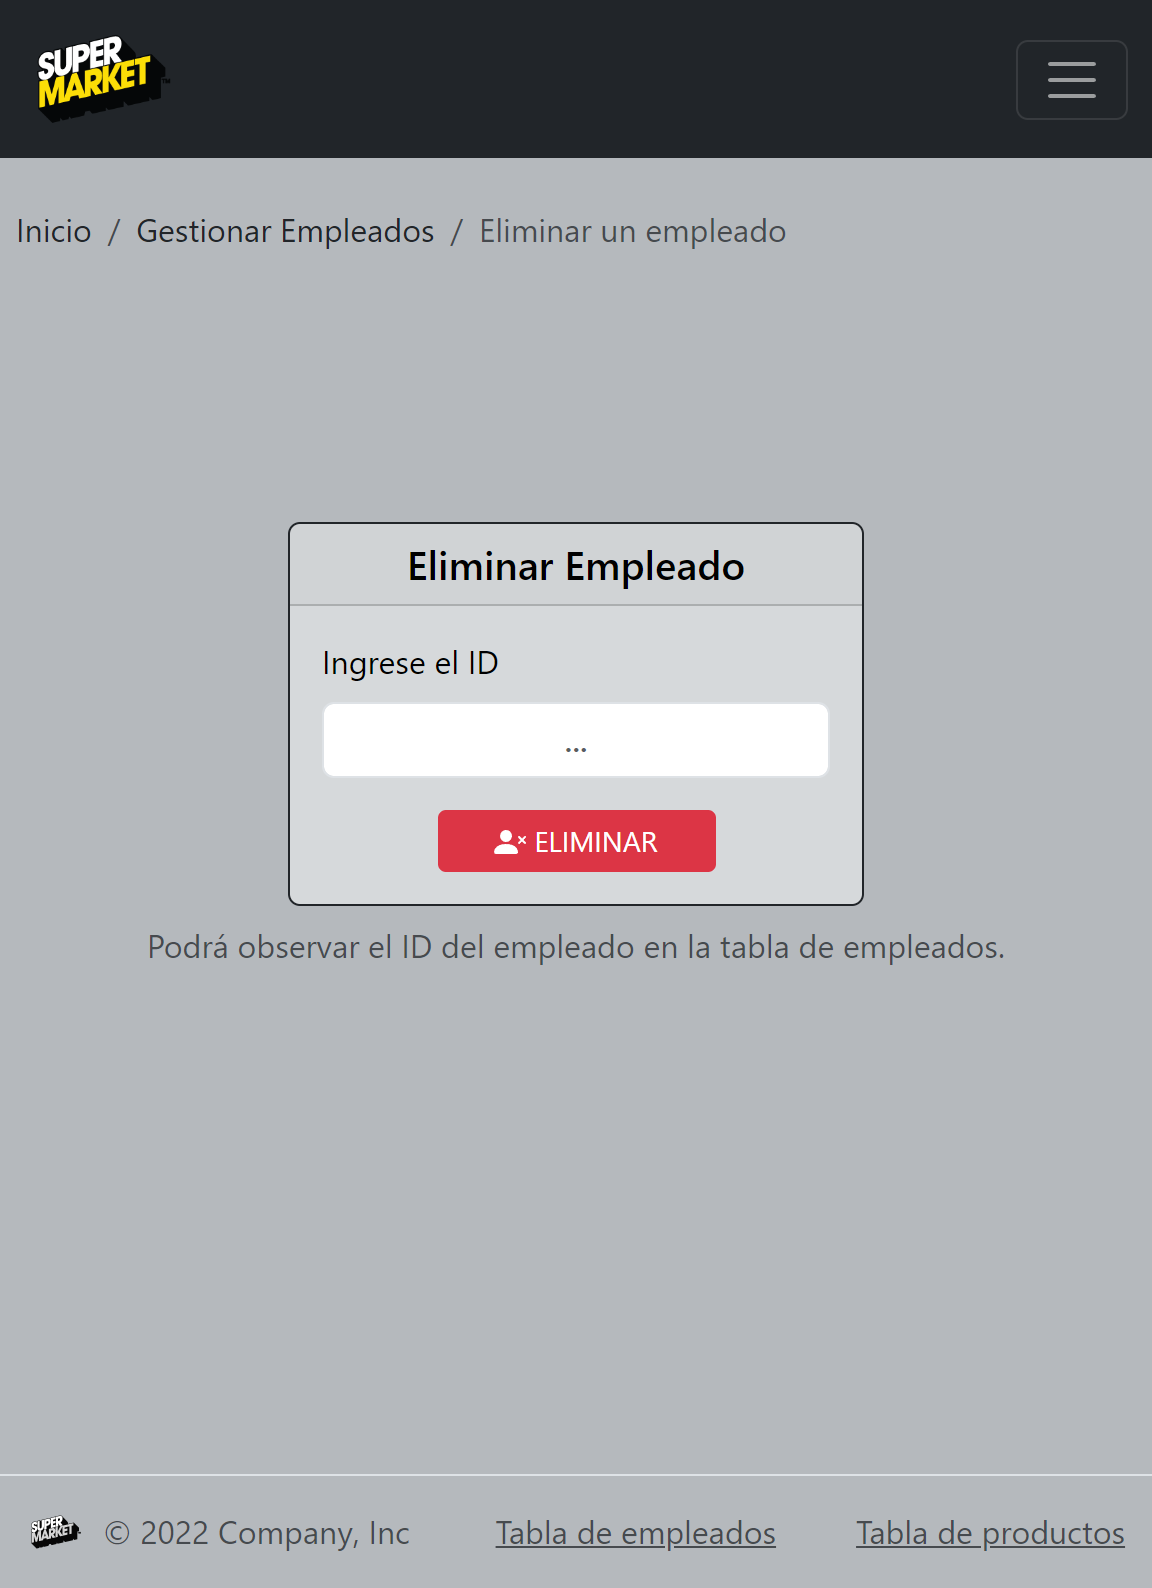 SUPER
MARKET™
Inicio / Gestionar Empleados / Eliminar un empleado
Eliminar Empleado
Ingrese el ID
...
ELIMINAR
Podrá observar el ID del empleado en la tabla de empleados.
SUPER
MARKET
© 2022 Company, Inc
Tabla de empleados
Tabla de productos